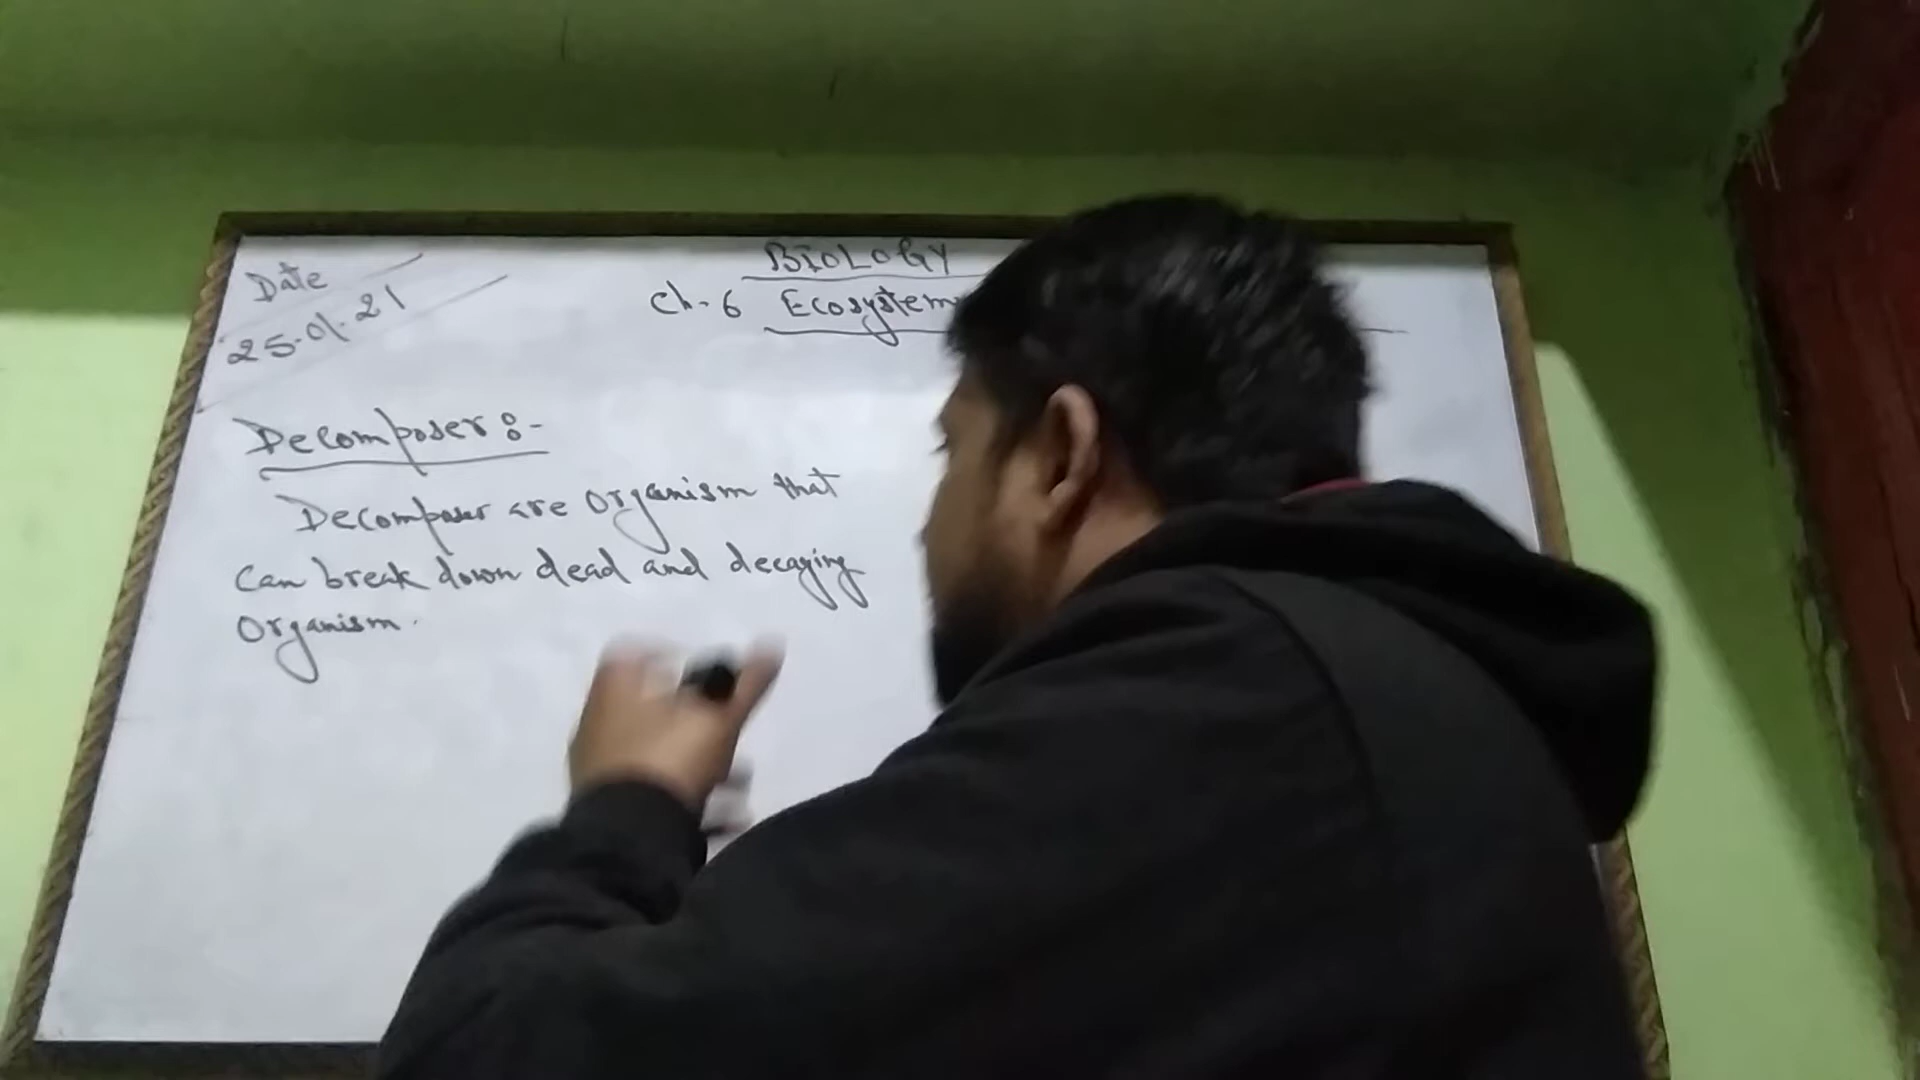 Date
25.01.21
BIOLOGY
Ch-6 Ecosystem
Decomposer :-
Decomposer are organism that
can break down dead and decaying
organism.